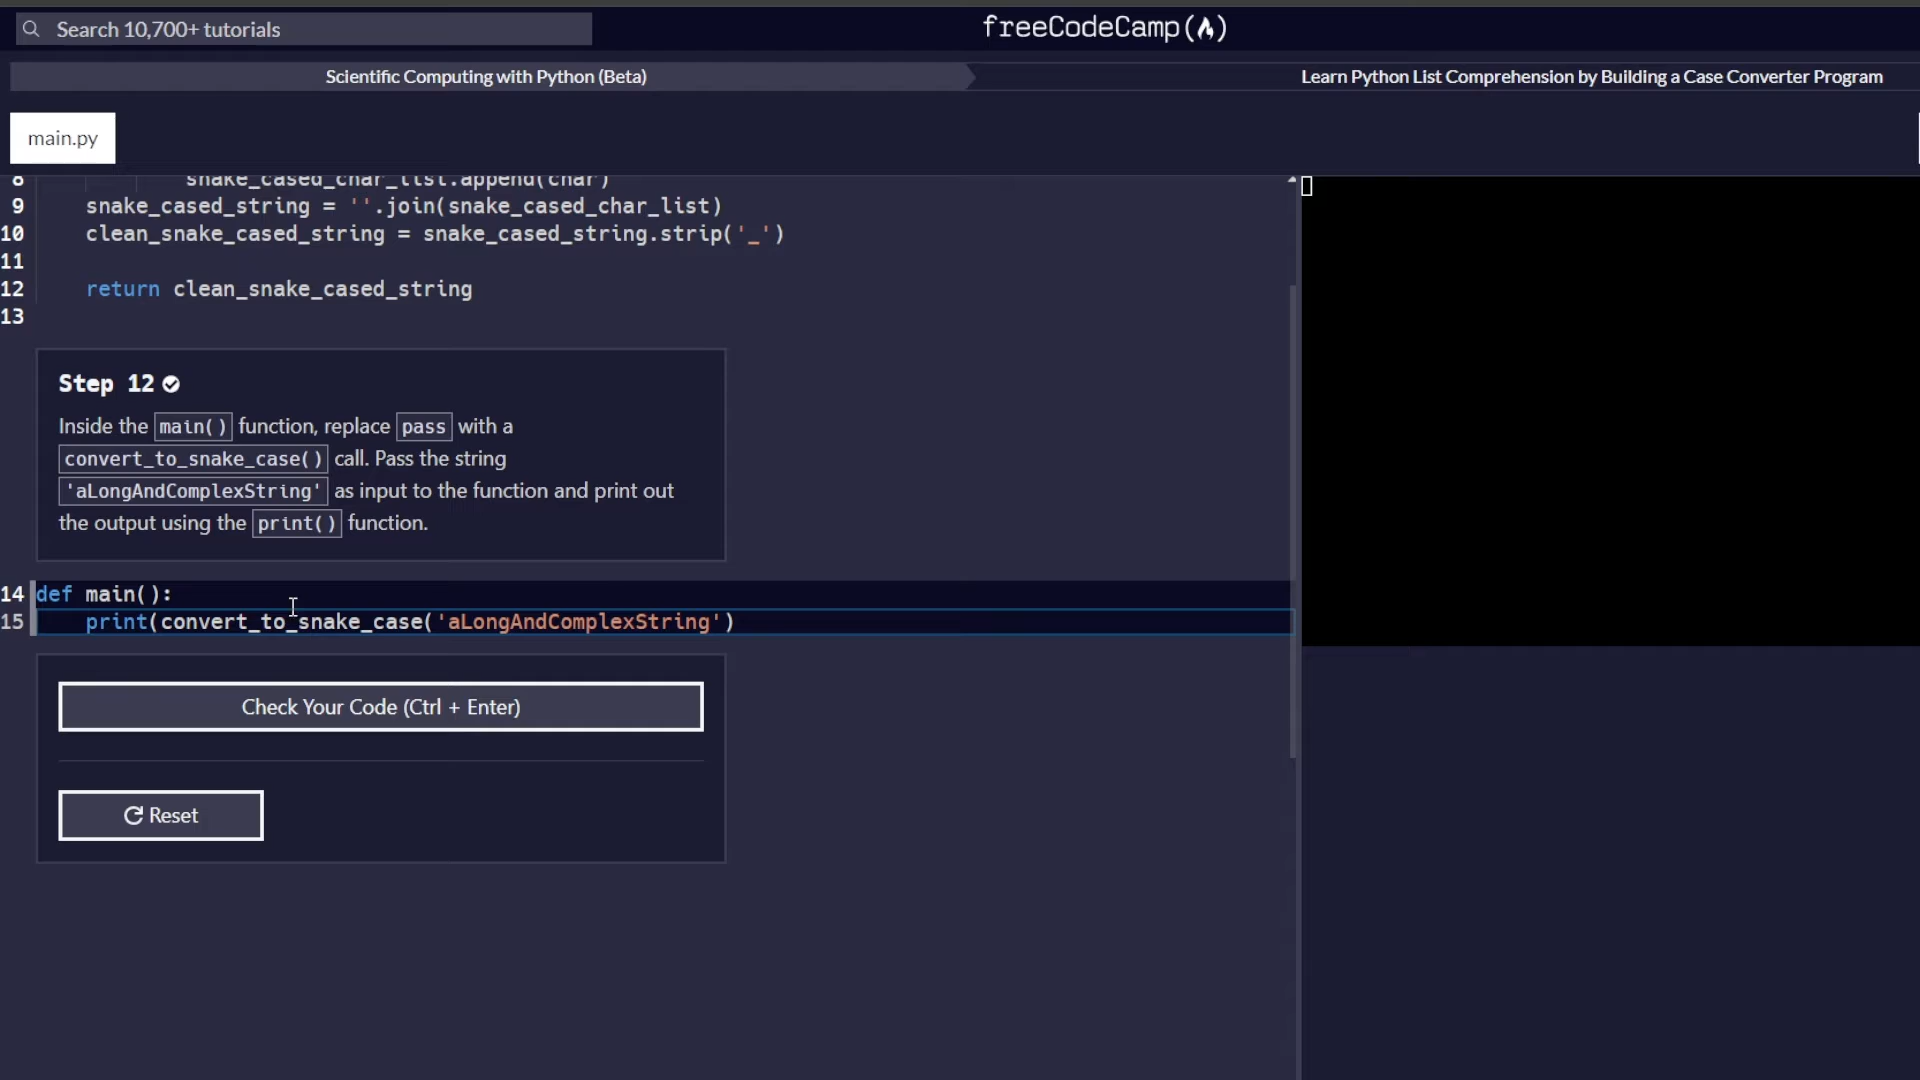 Search 10,700+ tutorials
freeCodeCamp
Scientific Computing with Python (Beta)
Learn Python List Comprehension by Building a Case Converter Program
main.py
8 snake_cased_char_list.append(char)
9 snake_cased_string = ''.join(snake_cased_char_list)
10 clean_snake_cased_string = snake_cased_string.strip('_')
11
12 return clean_snake_cased_string
13
Step 12
Inside the main() function, replace pass with a
convert_to_snake_case() call. Pass the string
'aLongAndComplexString' as input to the function and print out
the output using the print() function.
14 def main():
15 print(convert_to_snake_case('aLongAndComplexString')
Check Your Code (Ctrl + Enter)
Reset